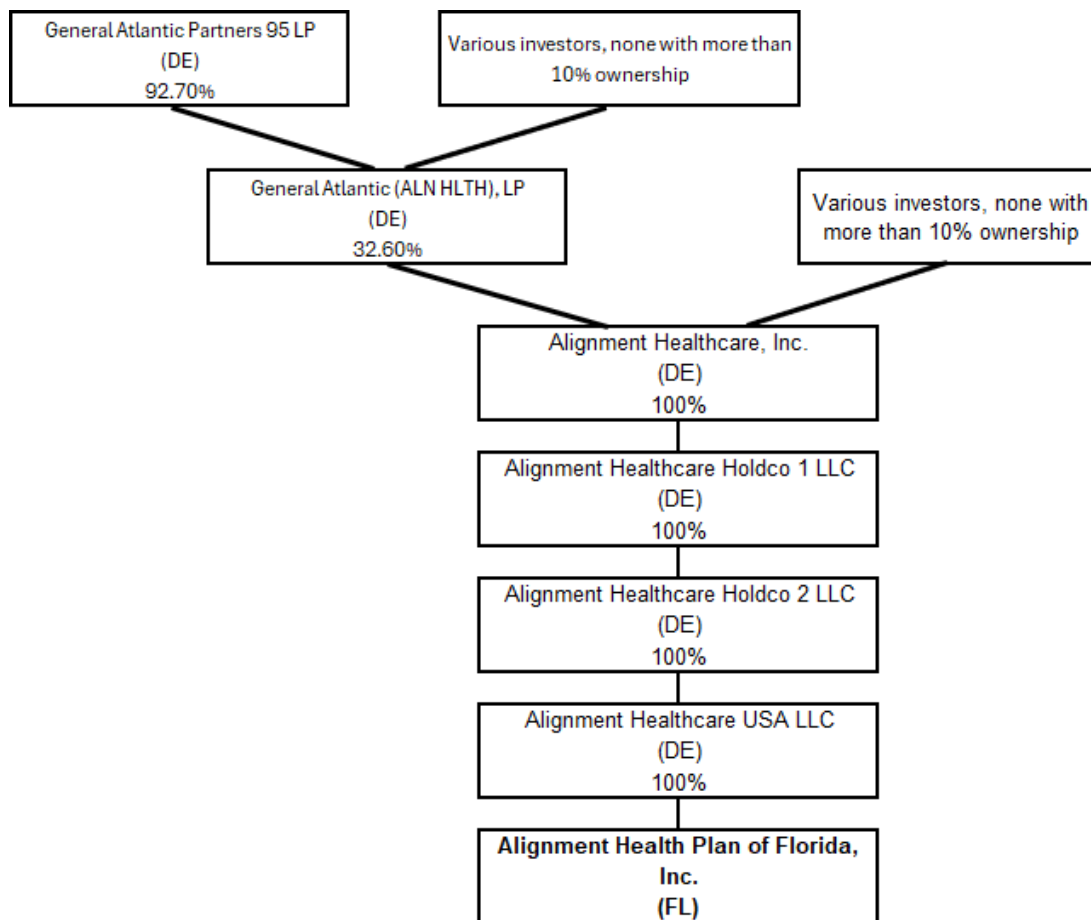 General Atlantic Partners 95 LP
(DE)
92.70%
Various investors, none with more than
10% ownership
General Atlantic (ALN HLTH), LP
(DE)
32.60%
Various investors, none with
more than 10% ownership
Alignment Healthcare, Inc.
(DE)
100%
Alignment Healthcare Holdco 1 LLC
(DE)
100%
Alignment Healthcare Holdco 2 LLC
(DE)
100%
Alignment Healthcare USA LLC
(DE)
100%
Alignment Health Plan of Florida,
Inc.
(FL)